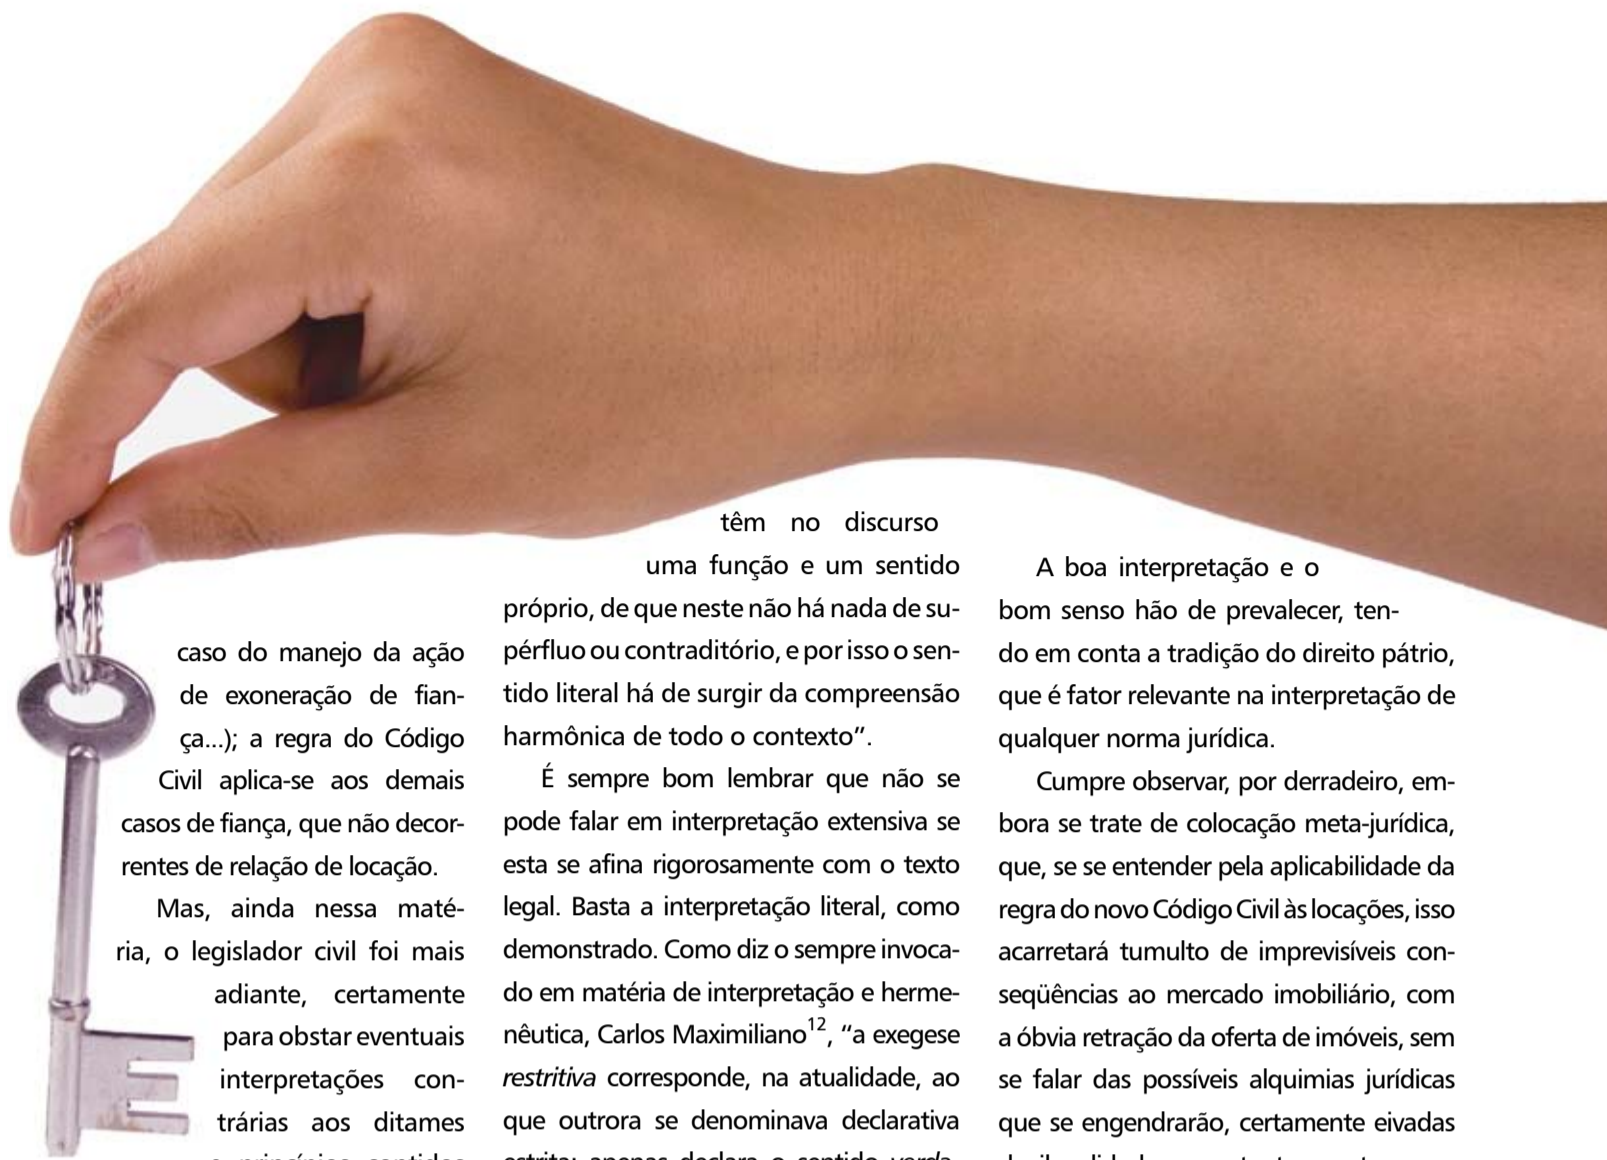 caso do manejo da ação
de exoneração de fian-
ça...); a regra do Código
Civil aplica-se aos demais
casos de fiança, que não decor-
rentes de relação de locação.
Mas, ainda nessa maté-
ria, o legislador civil foi mais
adiante, certamente
para obstar eventuais
interpretações con-
trárias aos ditames
e princípios contidos
têm no discurso
uma função e um sentido
próprio, de que neste não há nada de su-
pérfluo ou contraditório, e por isso o sen-
tido literal há de surgir da compreensão
harmônica de todo o contexto”.
É sempre bom lembrar que não se
pode falar em interpretação extensiva se
esta se afina rigorosamente com o texto
legal. Basta a interpretação literal, como
demonstrado. Como diz o sempre invoca-
do em matéria de interpretação e herme-
nêutica, Carlos Maximiliano12, “a exegese
restritiva corresponde, na atualidade, ao
que outrora se denominava declarativa
estrita; apenas declara o sentido verda-
A boa interpretação e o
bom senso hão de prevalecer, ten-
do em conta a tradição do direito pátrio,
que é fator relevante na interpretação de
qualquer norma jurídica.
Cumpre observar, por derradeiro, em-
bora se trate de colocação meta-jurídica,
que, se se entender pela aplicabilidade da
regra do novo Código Civil às locações, isso
acarretará tumulto de imprevisíveis con-
seqüências ao mercado imobiliário, com
a óbvia retração da oferta de imóveis, sem
se falar das possíveis alquimias jurídicas
que se engendrarão, certamente eivadas